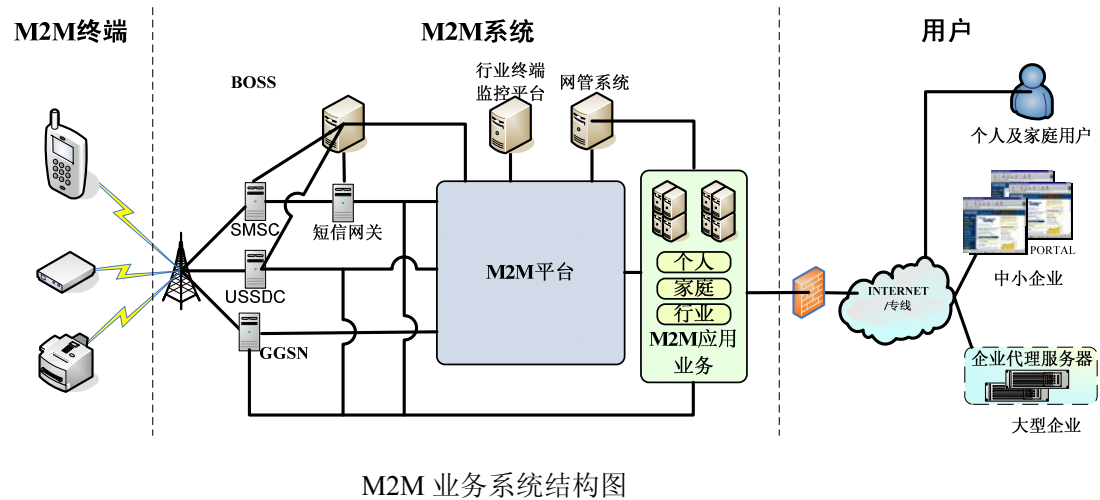 M2M终端
M2M系统
用户
BOSS
行业终端
监控平台
网管系统
个人及家庭用户
SMSC
短信网关
PORTAL
中小企业
USSDC
M2M平台
个人
家庭
行业
M2M应用
业务
INTERNET
/专线
GGSN
企业代理服务器
大型企业
M2M 业务系统结构图